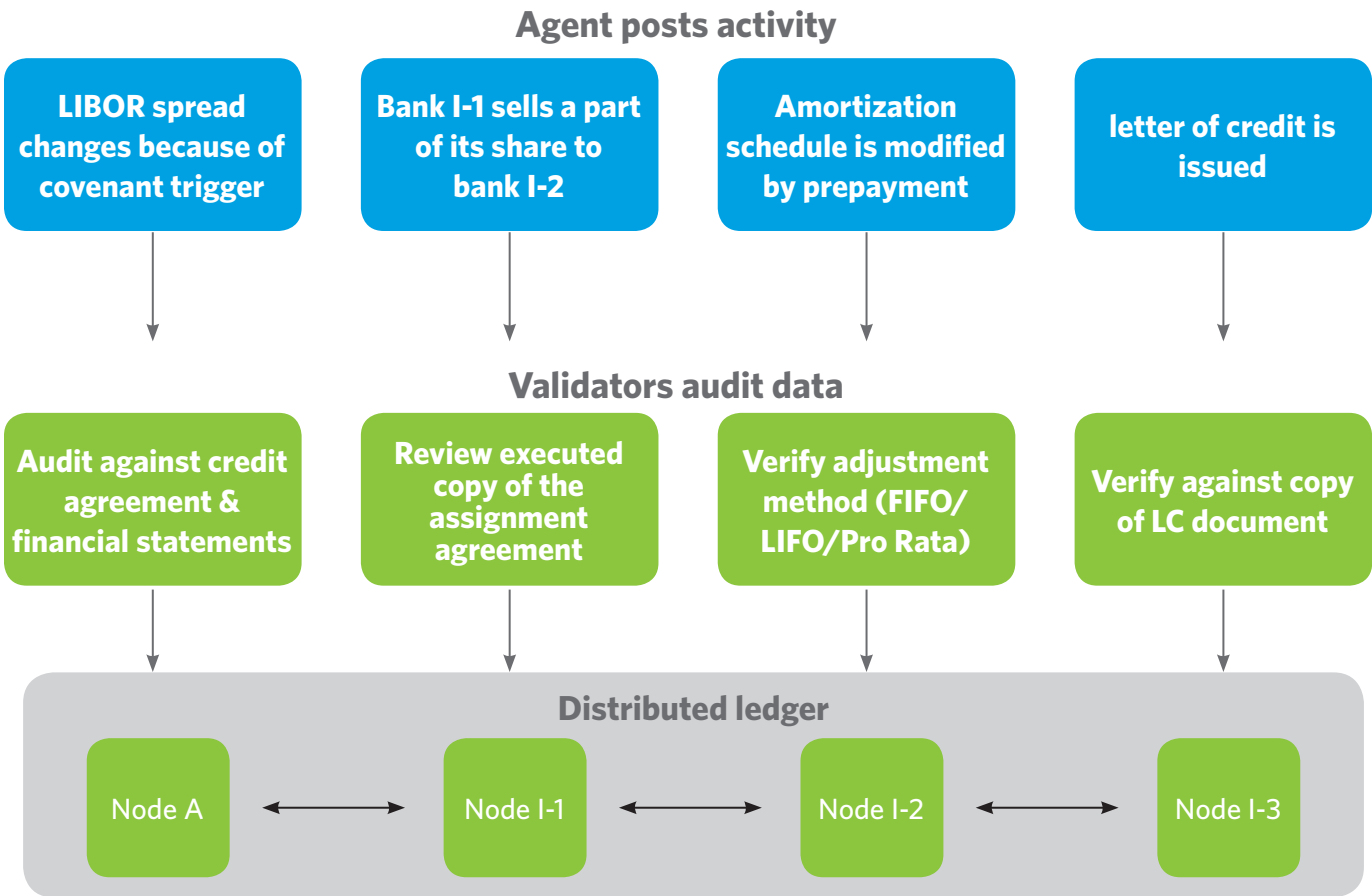 Agent posts activity
LIBOR spread
changes because of
covenant trigger
Bank I-1 sells a part
of its share to
bank I-2
Amortization
schedule is modified
by prepayment
letter of credit is
issued
Validators audit data
Audit against credit
agreement &
financial statements
Review executed
copy of the
assignment
agreement
Verify adjustment
method (FIFO/
LIFO/Pro Rata)
Verify against copy
of LC document
Distributed ledger
Node A
Node I-1
Node I-2
Node I-3